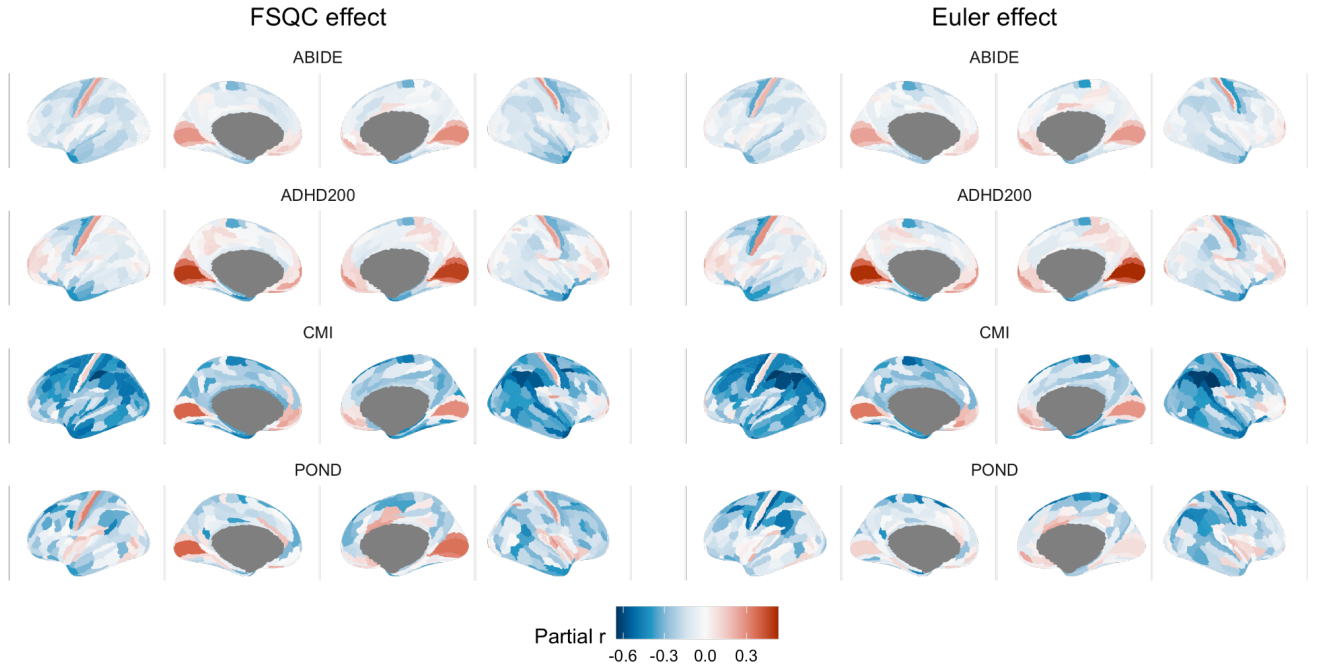 FSQC effect Euler effect
ABIDE ABIDE
ADHD200 ADHD200
CMI CMI
POND POND
Partial r
-0.6 -0.3 0.0 0.3